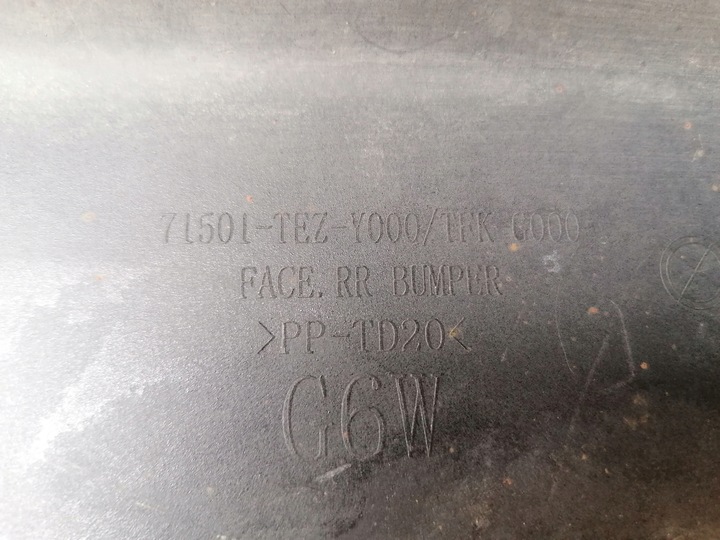 71501-TEZ-Y000/TFK-G000
FACE, RR BUMPER
>PP-TD20<
G6W